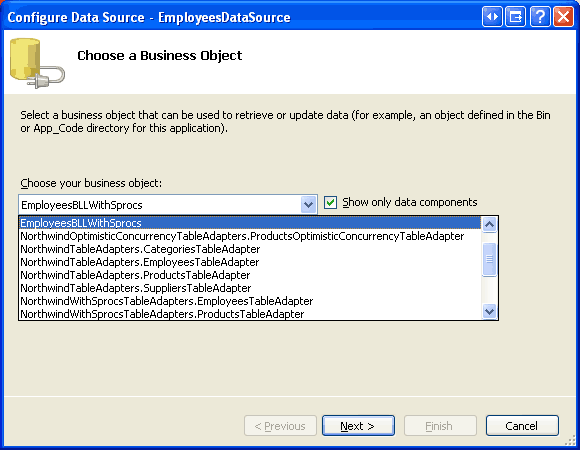 Configure Data Source - EmployeesDataSource
Choose a Business Object
Select a business object that can be used to retrieve or update data (for example, an object defined in the Bin
or App_Code directory for this application).
Choose your business object:
EmployeesBLLWithSprocs
Show only data components
EmployeesBLLWithSprocs
NorthwindOptimisticConcurrencyTableAdapters.ProductsOptimisticConcurrencyTableAdapter
NorthwindTableAdapters.CategoriesTableAdapter
NorthwindTableAdapters.EmployeesTableAdapter
NorthwindTableAdapters.ProductsTableAdapter
NorthwindTableAdapters.SuppliersTableAdapter
NorthwindWithSprocsTableAdapters.EmployeesTableAdapter
NorthwindWithSprocsTableAdapters.ProductsTableAdapter
< Previous
Next >
Finish
Cancel